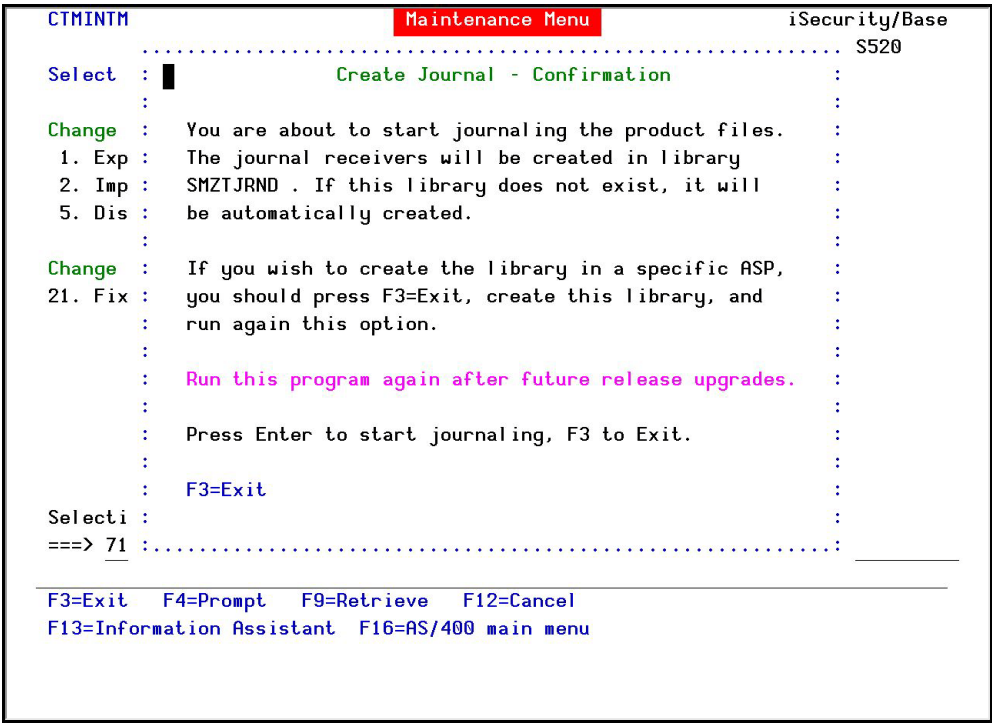 CTMINTM Maintenance Menu iSecurity/Base
............................................................ S520
Select : Create Journal - Confirmation :
: :
Change : You are about to start journaling the product files. :
1. Exp : The journal receivers will be created in library :
2. Imp : SMZTJRND . If this library does not exist, it will :
5. Dis : be automatically created. :
: :
Change : If you wish to create the library in a specific ASP, :
21. Fix : you should press F3=Exit, create this library, and :
: run again this option. :
: :
: Run this program again after future release upgrades. :
: :
: Press Enter to start journaling, F3 to Exit. :
: :
: F3=Exit :
Selecti : :
===> 71 :...........................................................:
F3=Exit F4=Prompt F9=Retrieve F12=Cancel
F13=Information Assistant F16=AS/400 main menu